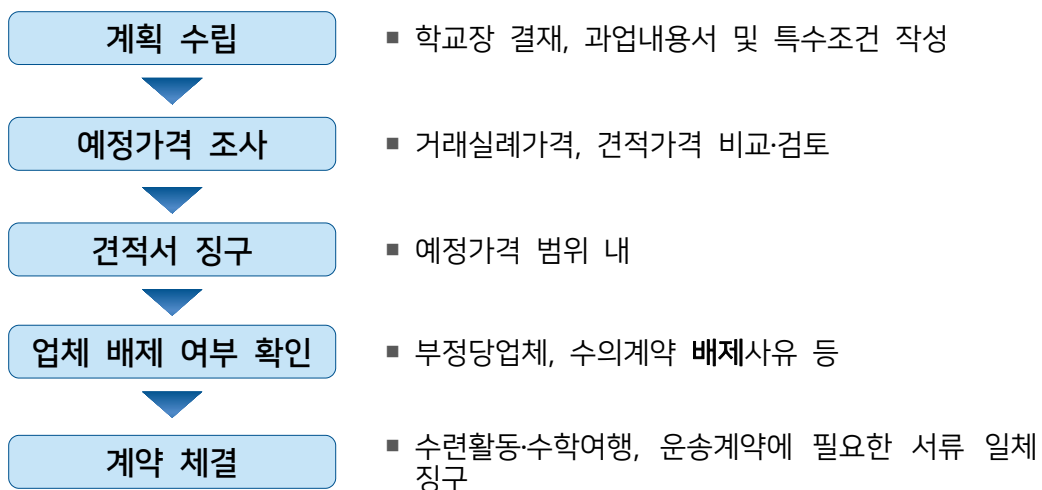 계획 수립
■ 학교장 결재, 과업내용서 및 특수조건 작성
예정가격 조사
■ 거래실례가격, 견적가격 비교·검토
견적서 징구
■ 예정가격 범위 내
업체 배제 여부 확인
■ 부정당업체, 수의계약 배제사유 등
계약 체결
■ 수련활동·수학여행, 운송계약에 필요한 서류 일체
징구